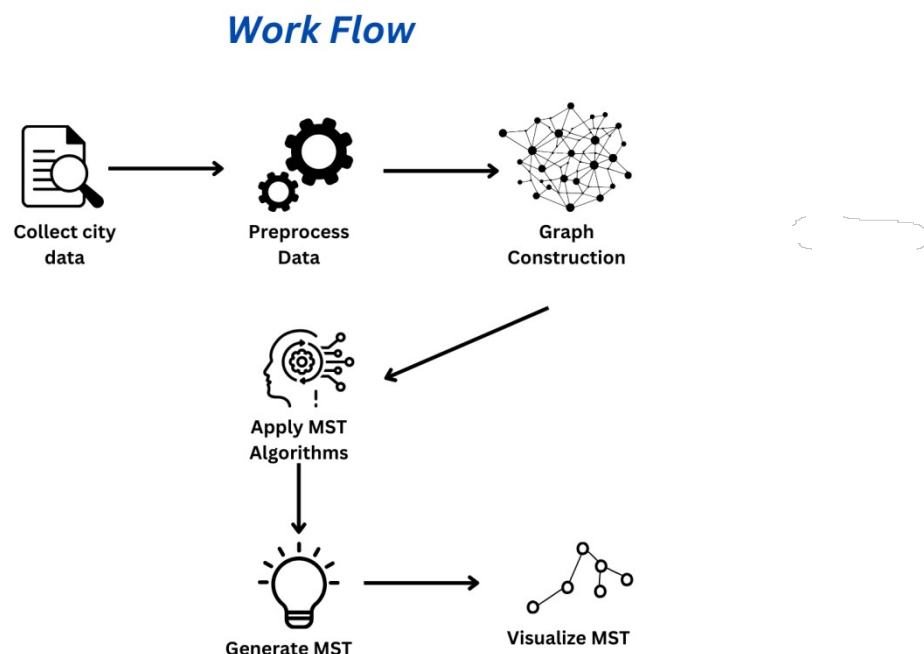 Work Flow
Collect city
data
Preprocess
Data
Graph
Construction
Apply MST
Algorithms
Generate MST
Visualize MST